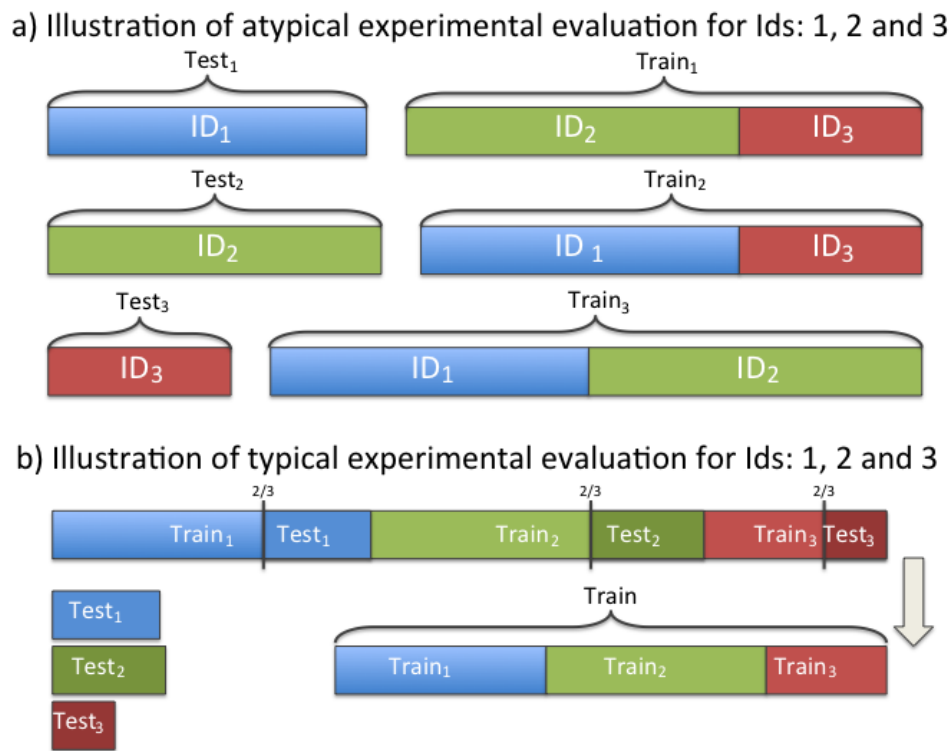 a) Illustration of atypical experimental evaluation for Ids: 1, 2 and 3
Test₁ Train₁
ID₁ ID₂ ID₃
Test₂ Train₂
ID₂ ID ₁ ID₃
Test₃ Train₃
ID₃ ID₁ ID₂
b) Illustration of typical experimental evaluation for Ids: 1, 2 and 3
2/3 2/3 2/3
Train₁ Test₁ Train₂ Test₂ Train₃ Test₃
Train
Test₁
Test₂ Train₁ Train₂ Train₃
Test₃